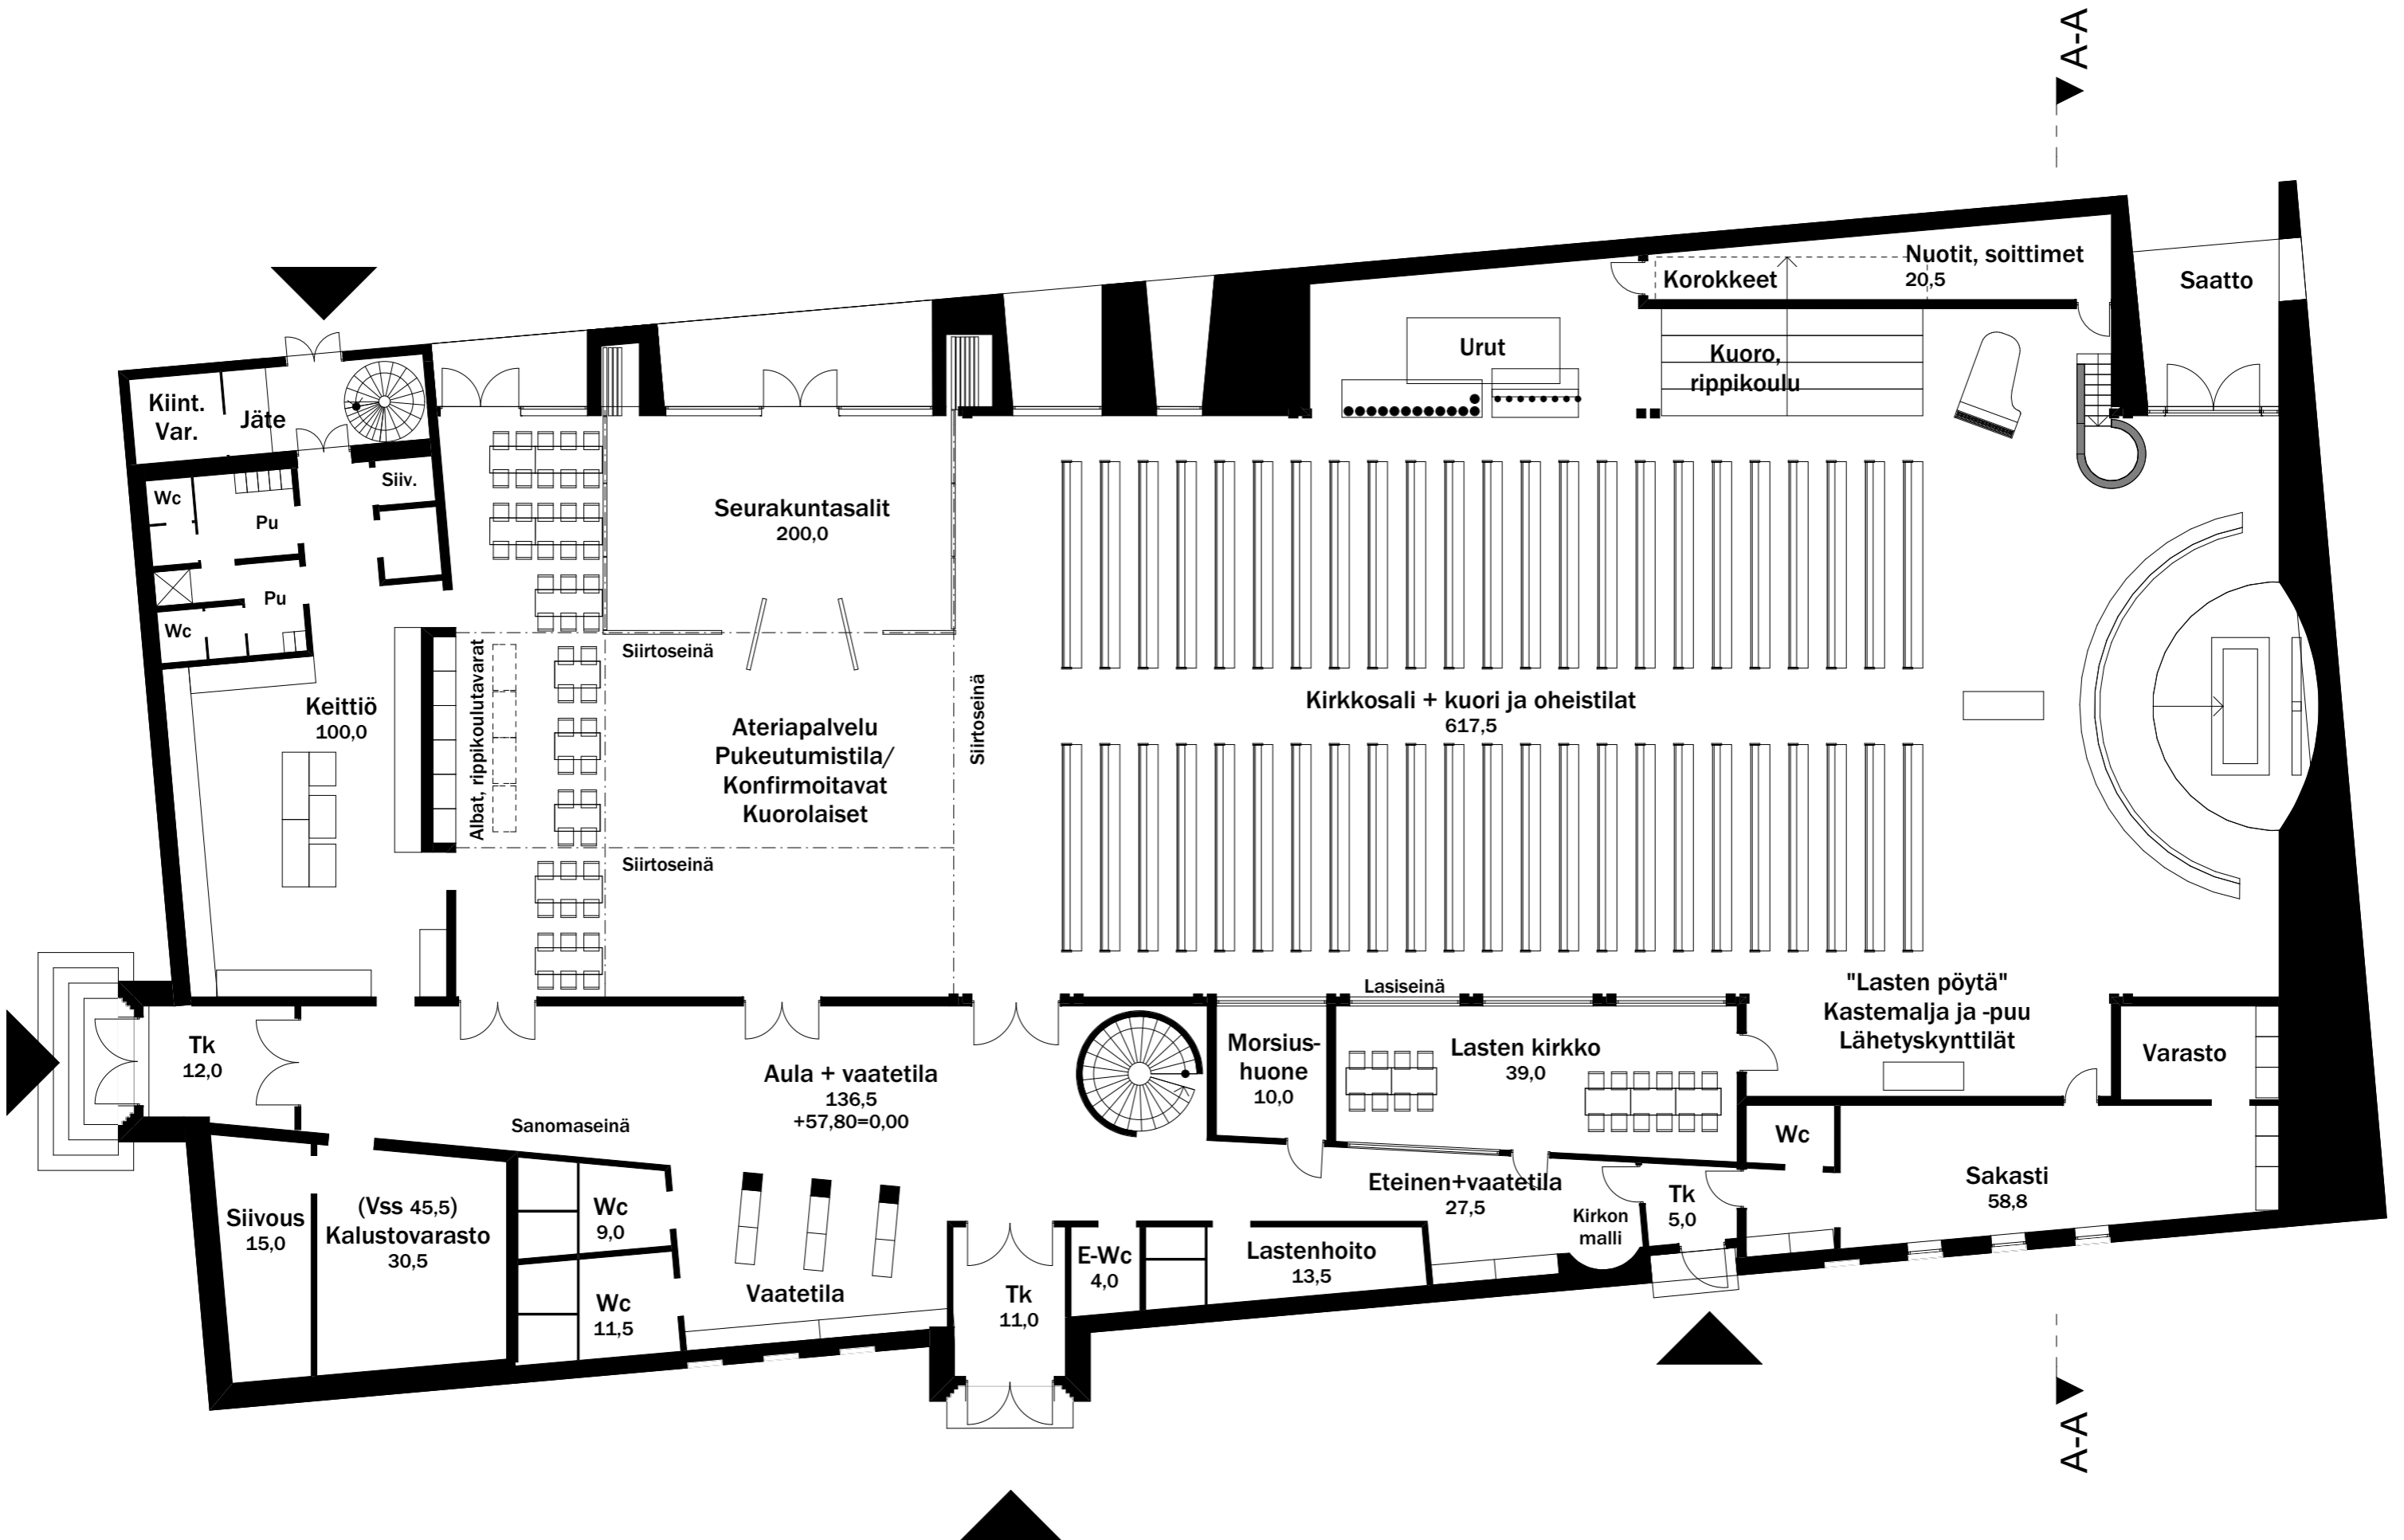 A-A
Nuotit, soittimet
20,5
Korokkeet
Saatto
Urut
Kuoro,
rippikoulu
Kiint.
Var.
Jäte
Siiv.
Wc
Pu
Pu
Wc
Seurakuntasalit
200,0
Siirtoseinä
Albat, rippikoulutavarat
Keittiö
100,0
Ateriapalvelu
Pukeutumistila/
Konfirmoitavat
Kuorolaiset
Siirtoseinä
Siirtoseinä
Kirkkosali + kuori ja oheistilat
617,5
Lasiseinä
"Lasten pöytä"
Kastemalja ja -puu
Lähetyskynttilät
Tk
12,0
Aula + vaatetila
136,5
+57,80=0,00
Sanomaseinä
Morsius-
huone
10,0
Lasten kirkko
39,0
Varasto
Wc
Sakasti
58,8
Siivous
15,0
(Vss 45,5)
Kalustovarasto
30,5
Wc
9,0
Wc
11,5
Vaatetila
Tk
11,0
E-Wc
4,0
Lastenhoito
13,5
Eteinen+vaatetila
27,5
Kirkon
malli
Tk
5,0
A-A